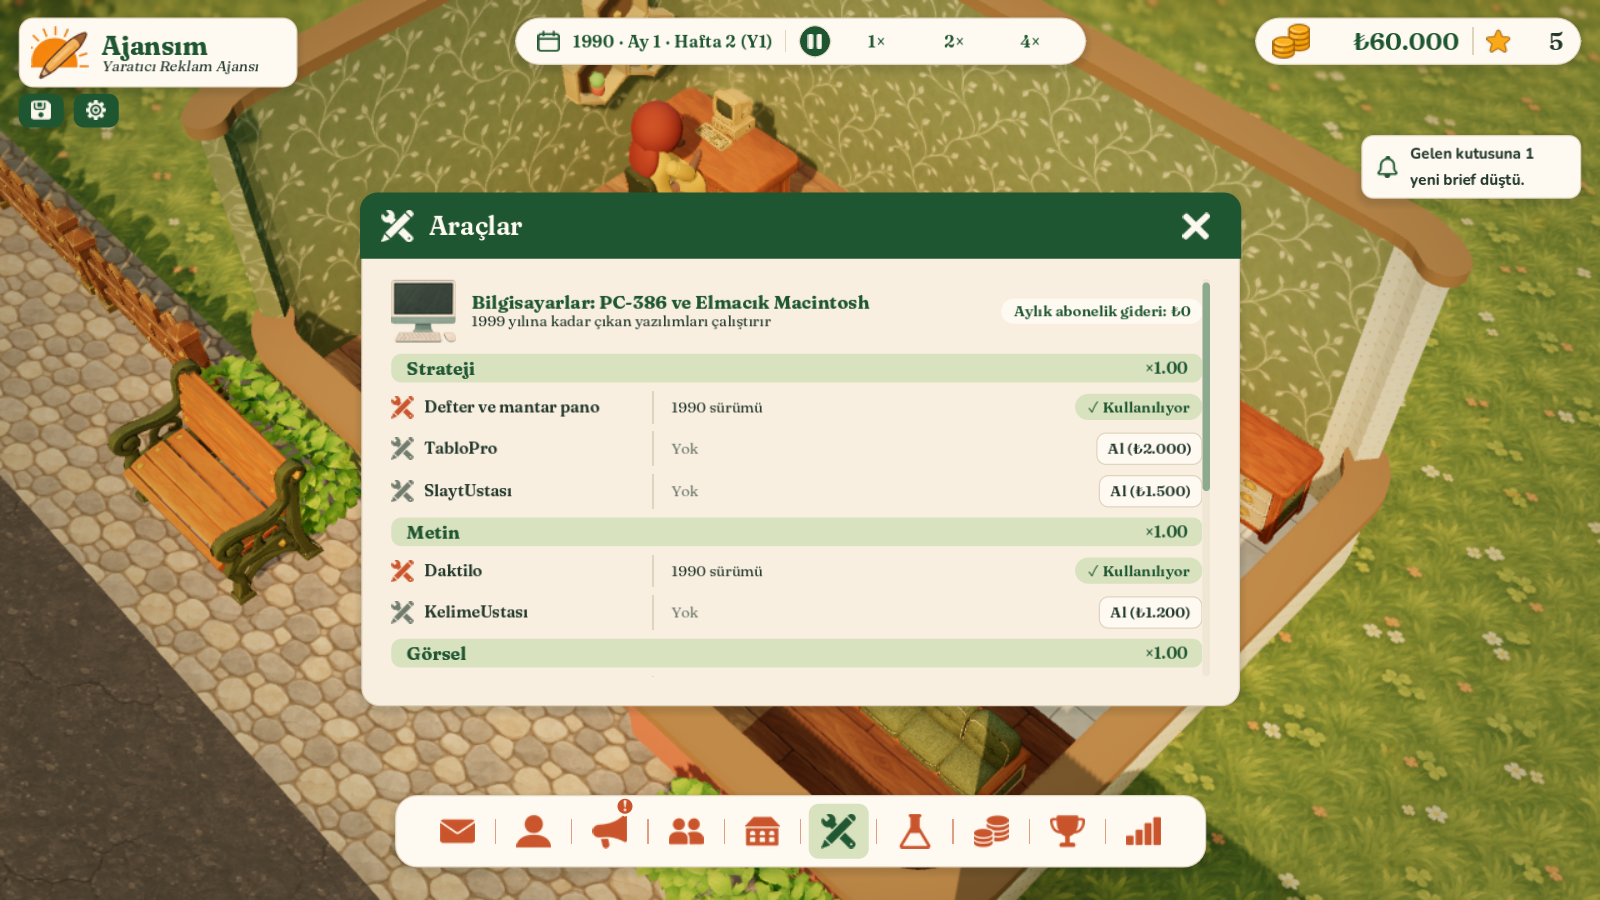 Ajansım
Yaratıcı Reklam Ajansı
1990 · Ay 1 · Hafta 2 (Y1)
1×
2×
4×
₺60.000
5
Gelen kutusuna 1
yeni brief düştü.
Araçlar
Bilgisayarlar: PC-386 ve Elmacık Macintosh
1999 yılına kadar çıkan yazılımları çalıştırır
Aylık abonelik gideri: ₺0
Strateji ×1.00
Defter ve mantar pano 1990 sürümü ✓ Kullanılıyor
TabloPro Yok Al (₺2.000)
SlaytUstası Yok Al (₺1.500)
Metin ×1.00
Daktilo 1990 sürümü ✓ Kullanılıyor
KelimeUstası Yok Al (₺1.200)
Görsel ×1.00